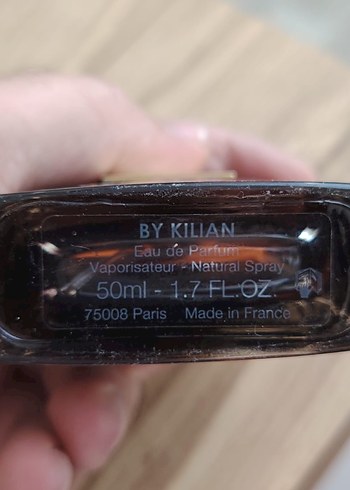 BY KILIAN
Eau de Parfum
Vaporisateur - Natural Spray
50ml - 1.7 FL.OZ.
75008 Paris Made in France